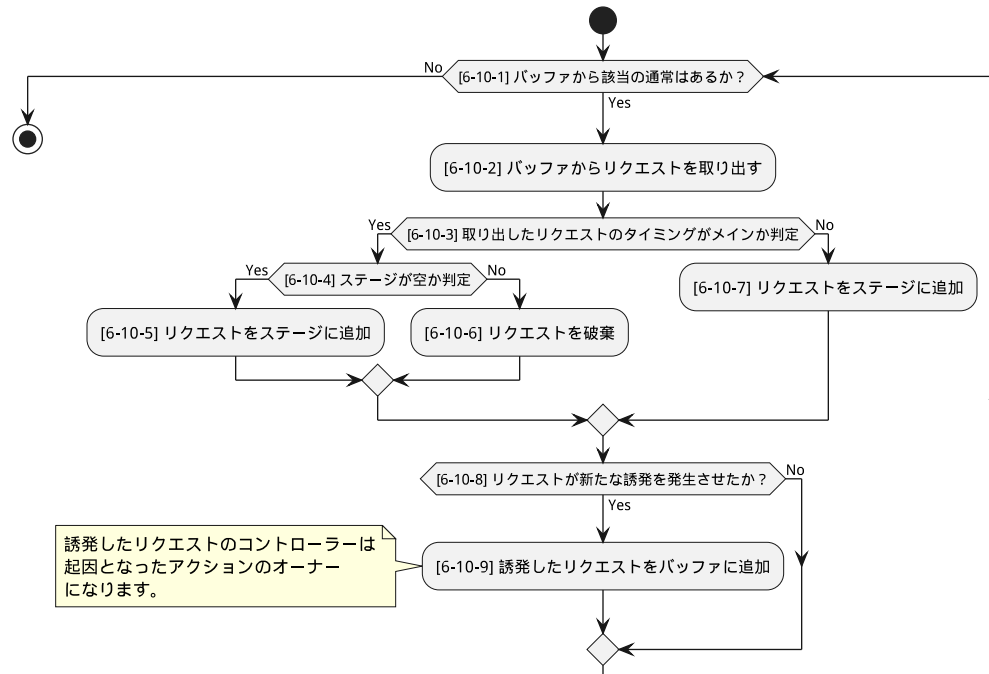 No
[6-10-1] バッファから該当の通常はあるか？
Yes
[6-10-2] バッファからリクエストを取り出す
Yes
[6-10-3] 取り出したリクエストのタイミングがメインか判定
No
Yes
[6-10-4] ステージが空か判定
No
[6-10-7] リクエストをステージに追加
[6-10-5] リクエストをステージに追加
[6-10-6] リクエストを破棄
[6-10-8] リクエストが新たな誘発を発生させたか？
No
Yes
誘発したリクエストのコントローラーは
起因となったアクションのオーナー
になります。
[6-10-9] 誘発したリクエストをバッファに追加